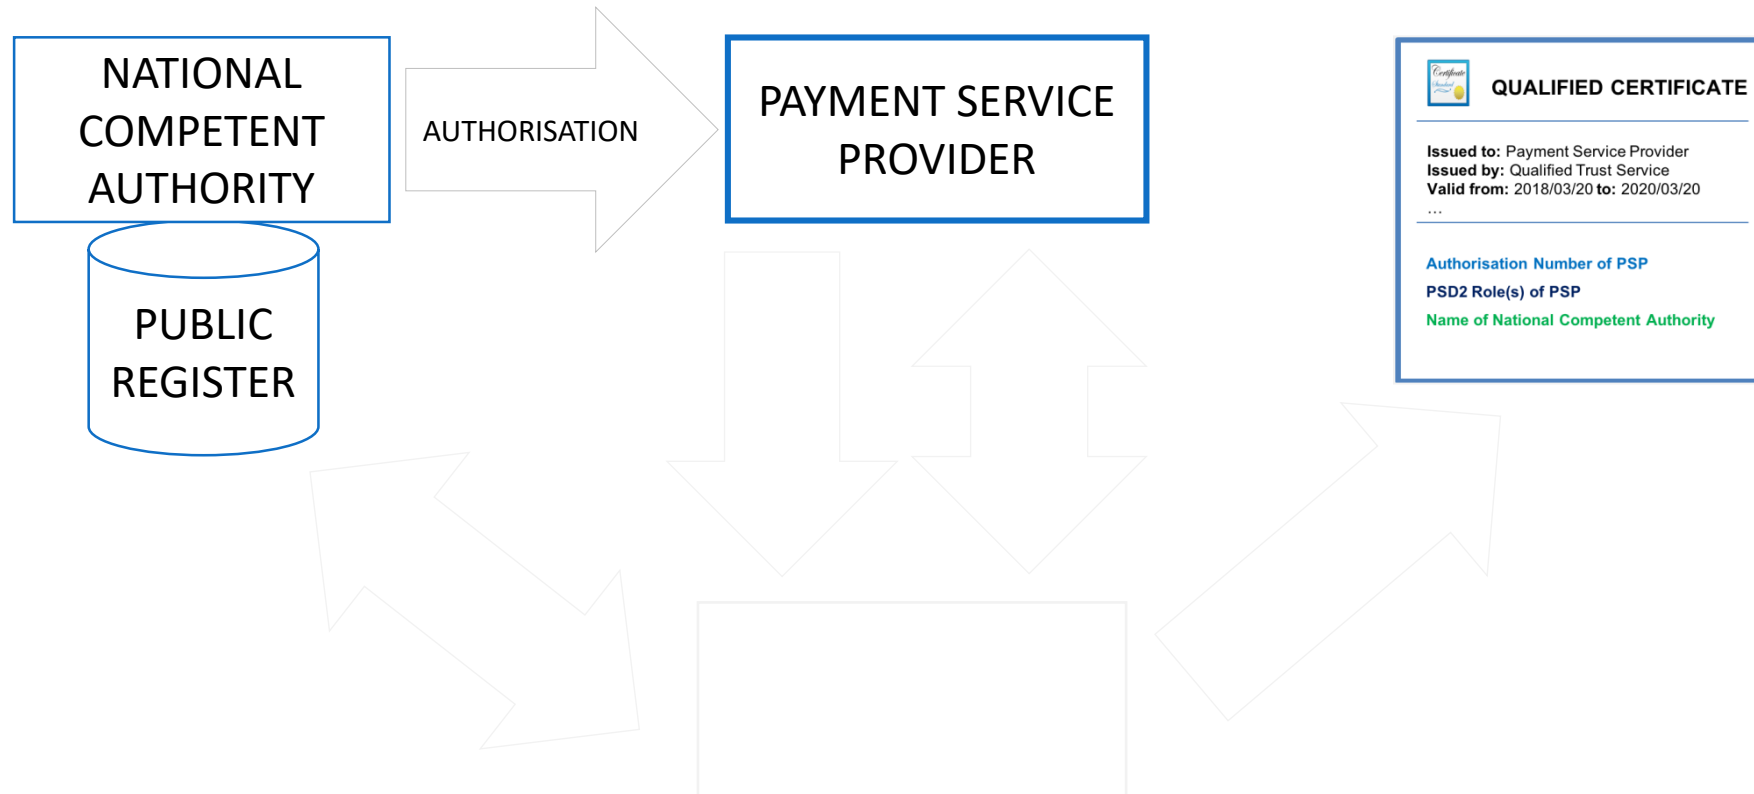 NATIONAL
COMPETENT
AUTHORITY
AUTHORISATION
PAYMENT SERVICE
PROVIDER
PUBLIC
REGISTER
Certificate
QUALIFIED CERTIFICATE
Issued to: Payment Service Provider
Issued by: Qualified Trust Service
Valid from: 2018/03/20 to: 2020/03/20
...
Authorisation Number of PSP
PSD2 Role(s) of PSP
Name of National Competent Authority